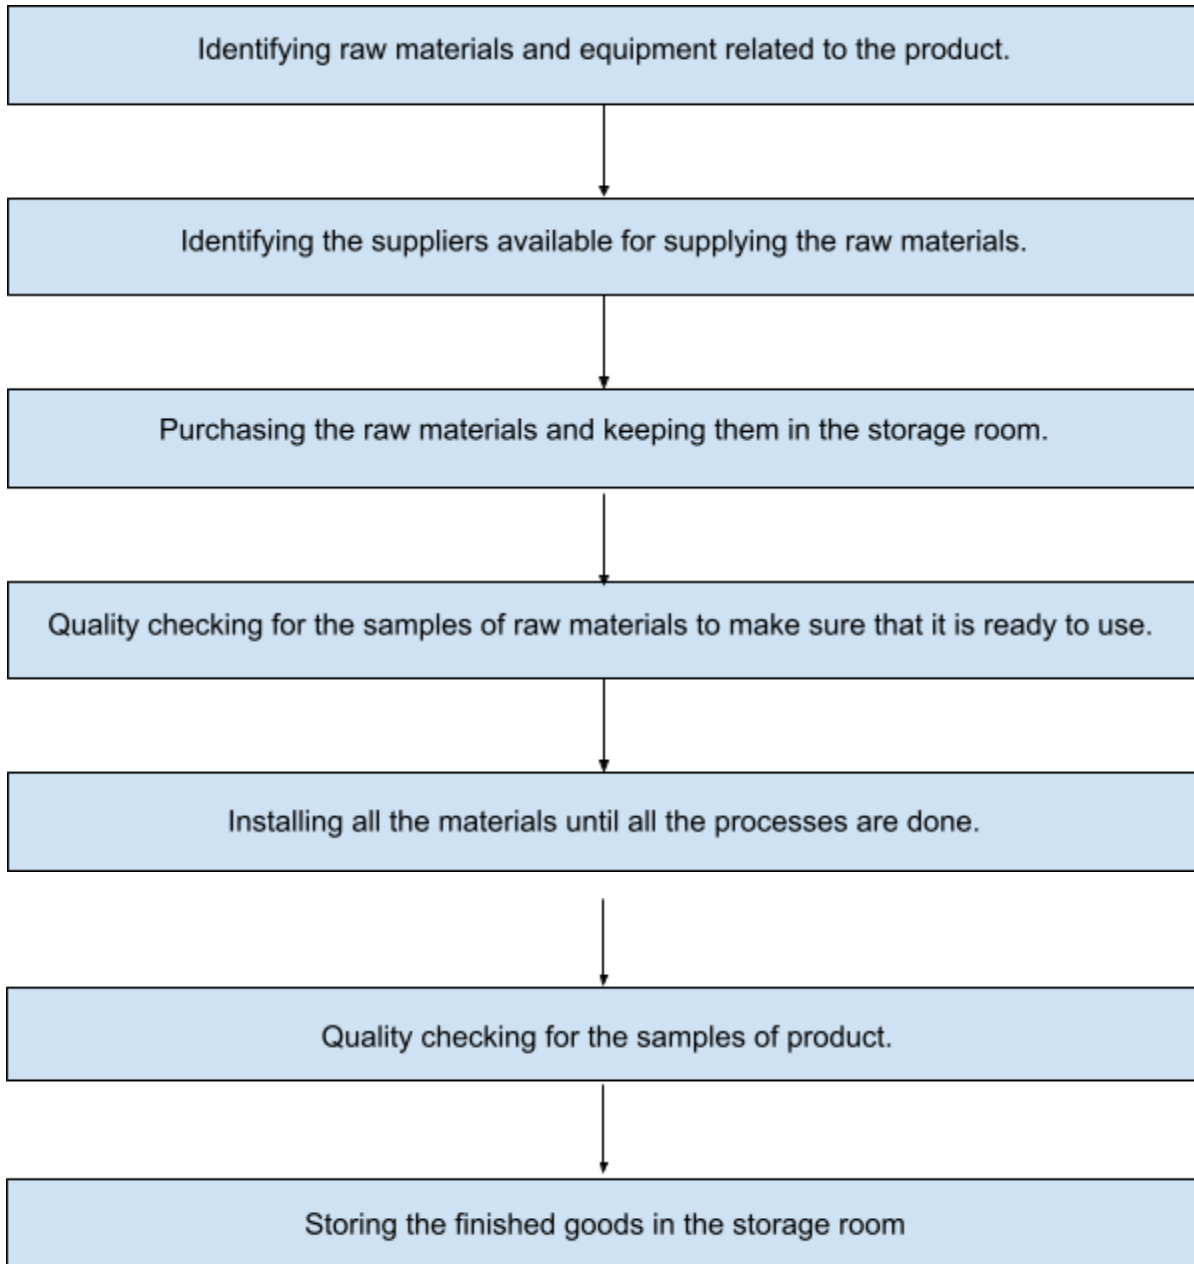 Identifying raw materials and equipment related to the product.
Identifying the suppliers available for supplying the raw materials.
Purchasing the raw materials and keeping them in the storage room.
Quality checking for the samples of raw materials to make sure that it is ready to use.
Installing all the materials until all the processes are done.
Quality checking for the samples of product.
Storing the finished goods in the storage room